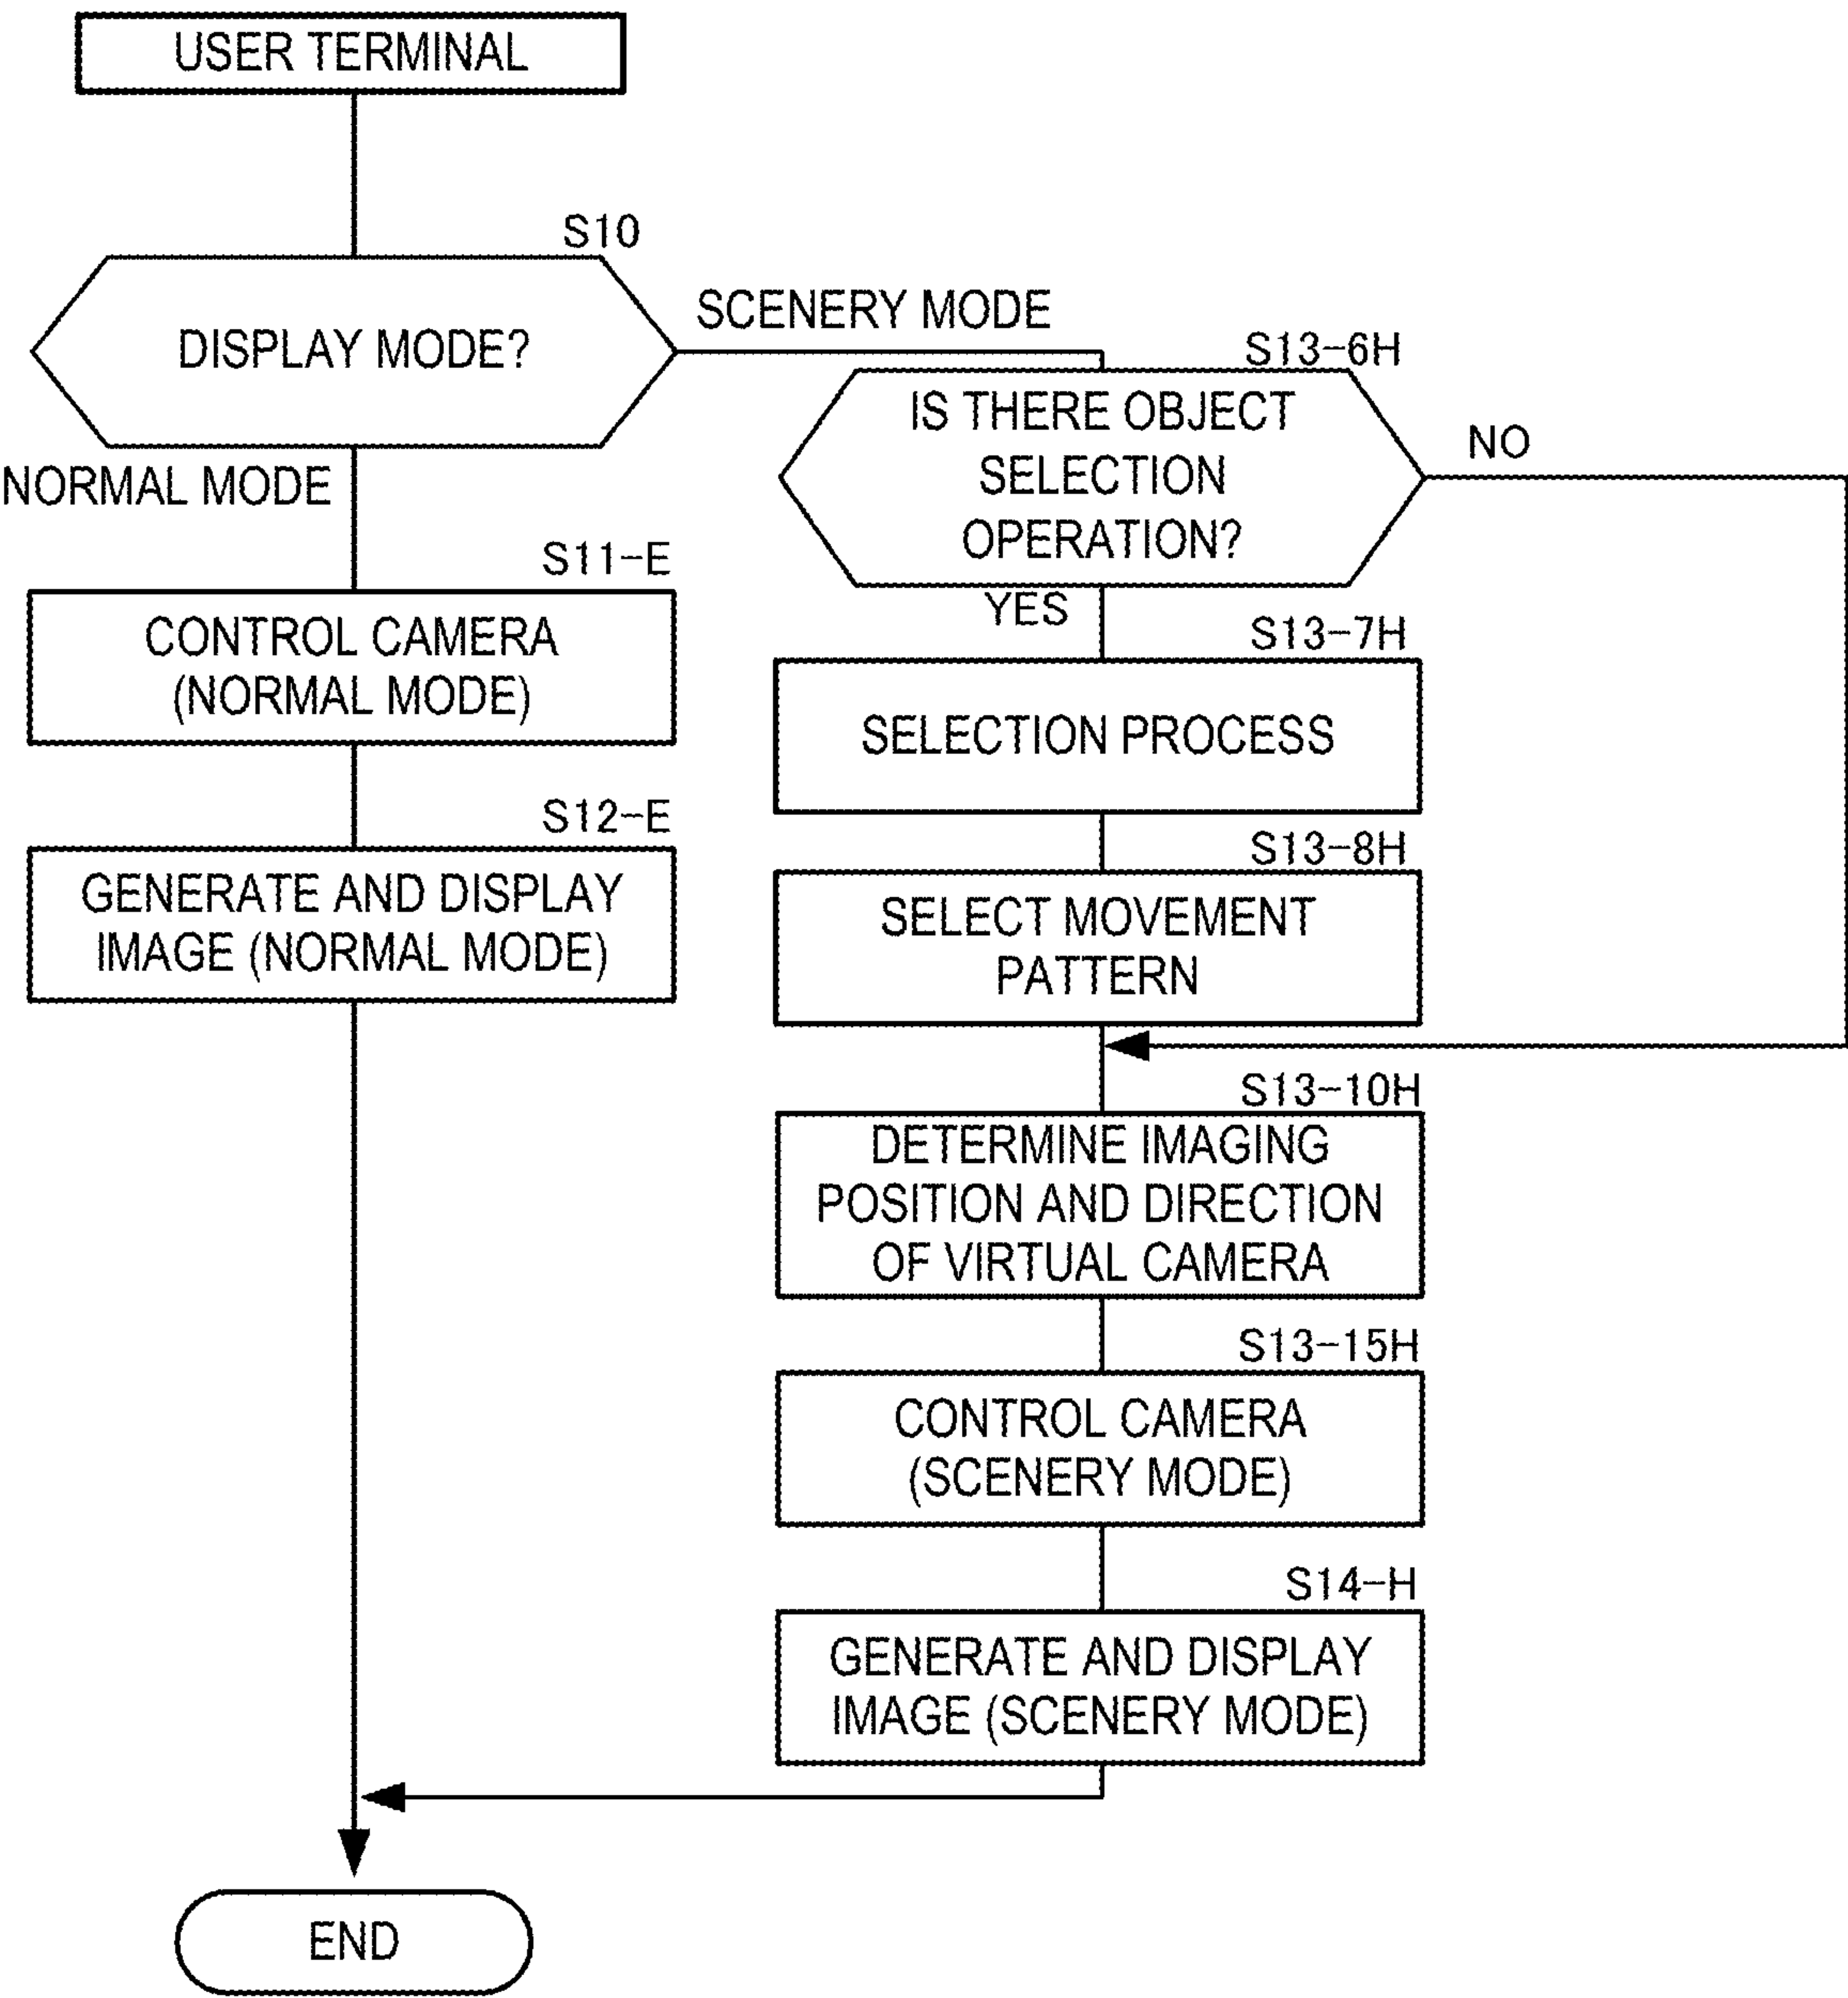 USER TERMINAL
S10
DISPLAY MODE?
SCENERY MODE
NORMAL MODE
S11-E
CONTROL CAMERA
(NORMAL MODE)
S12-E
GENERATE AND DISPLAY
IMAGE (NORMAL MODE)
S13-6H
IS THERE OBJECT
SELECTION
OPERATION?
NO
YES
S13-7H
SELECTION PROCESS
S13-8H
SELECT MOVEMENT
PATTERN
S13-10H
DETERMINE IMAGING
POSITION AND DIRECTION
OF VIRTUAL CAMERA
S13-15H
CONTROL CAMERA
(SCENERY MODE)
S14-H
GENERATE AND DISPLAY
IMAGE (SCENERY MODE)
END